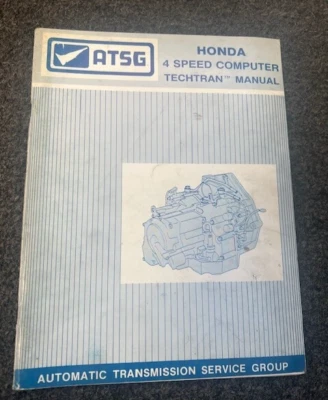 ATSG
HONDA
4 SPEED COMPUTER
TECHTRAN™ MANUAL
AUTOMATIC TRANSMISSION SERVICE GROUP